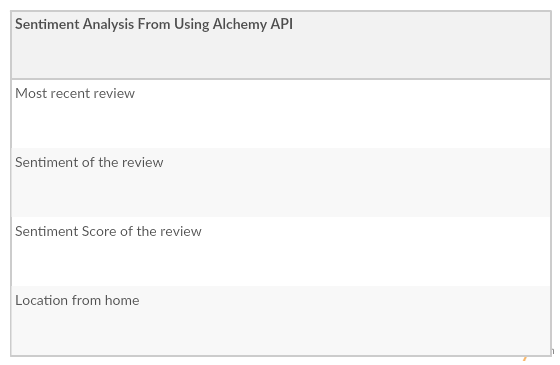 Sentiment Analysis From Using Alchemy API
Most recent review
Sentiment of the review
Sentiment Score of the review
Location from home